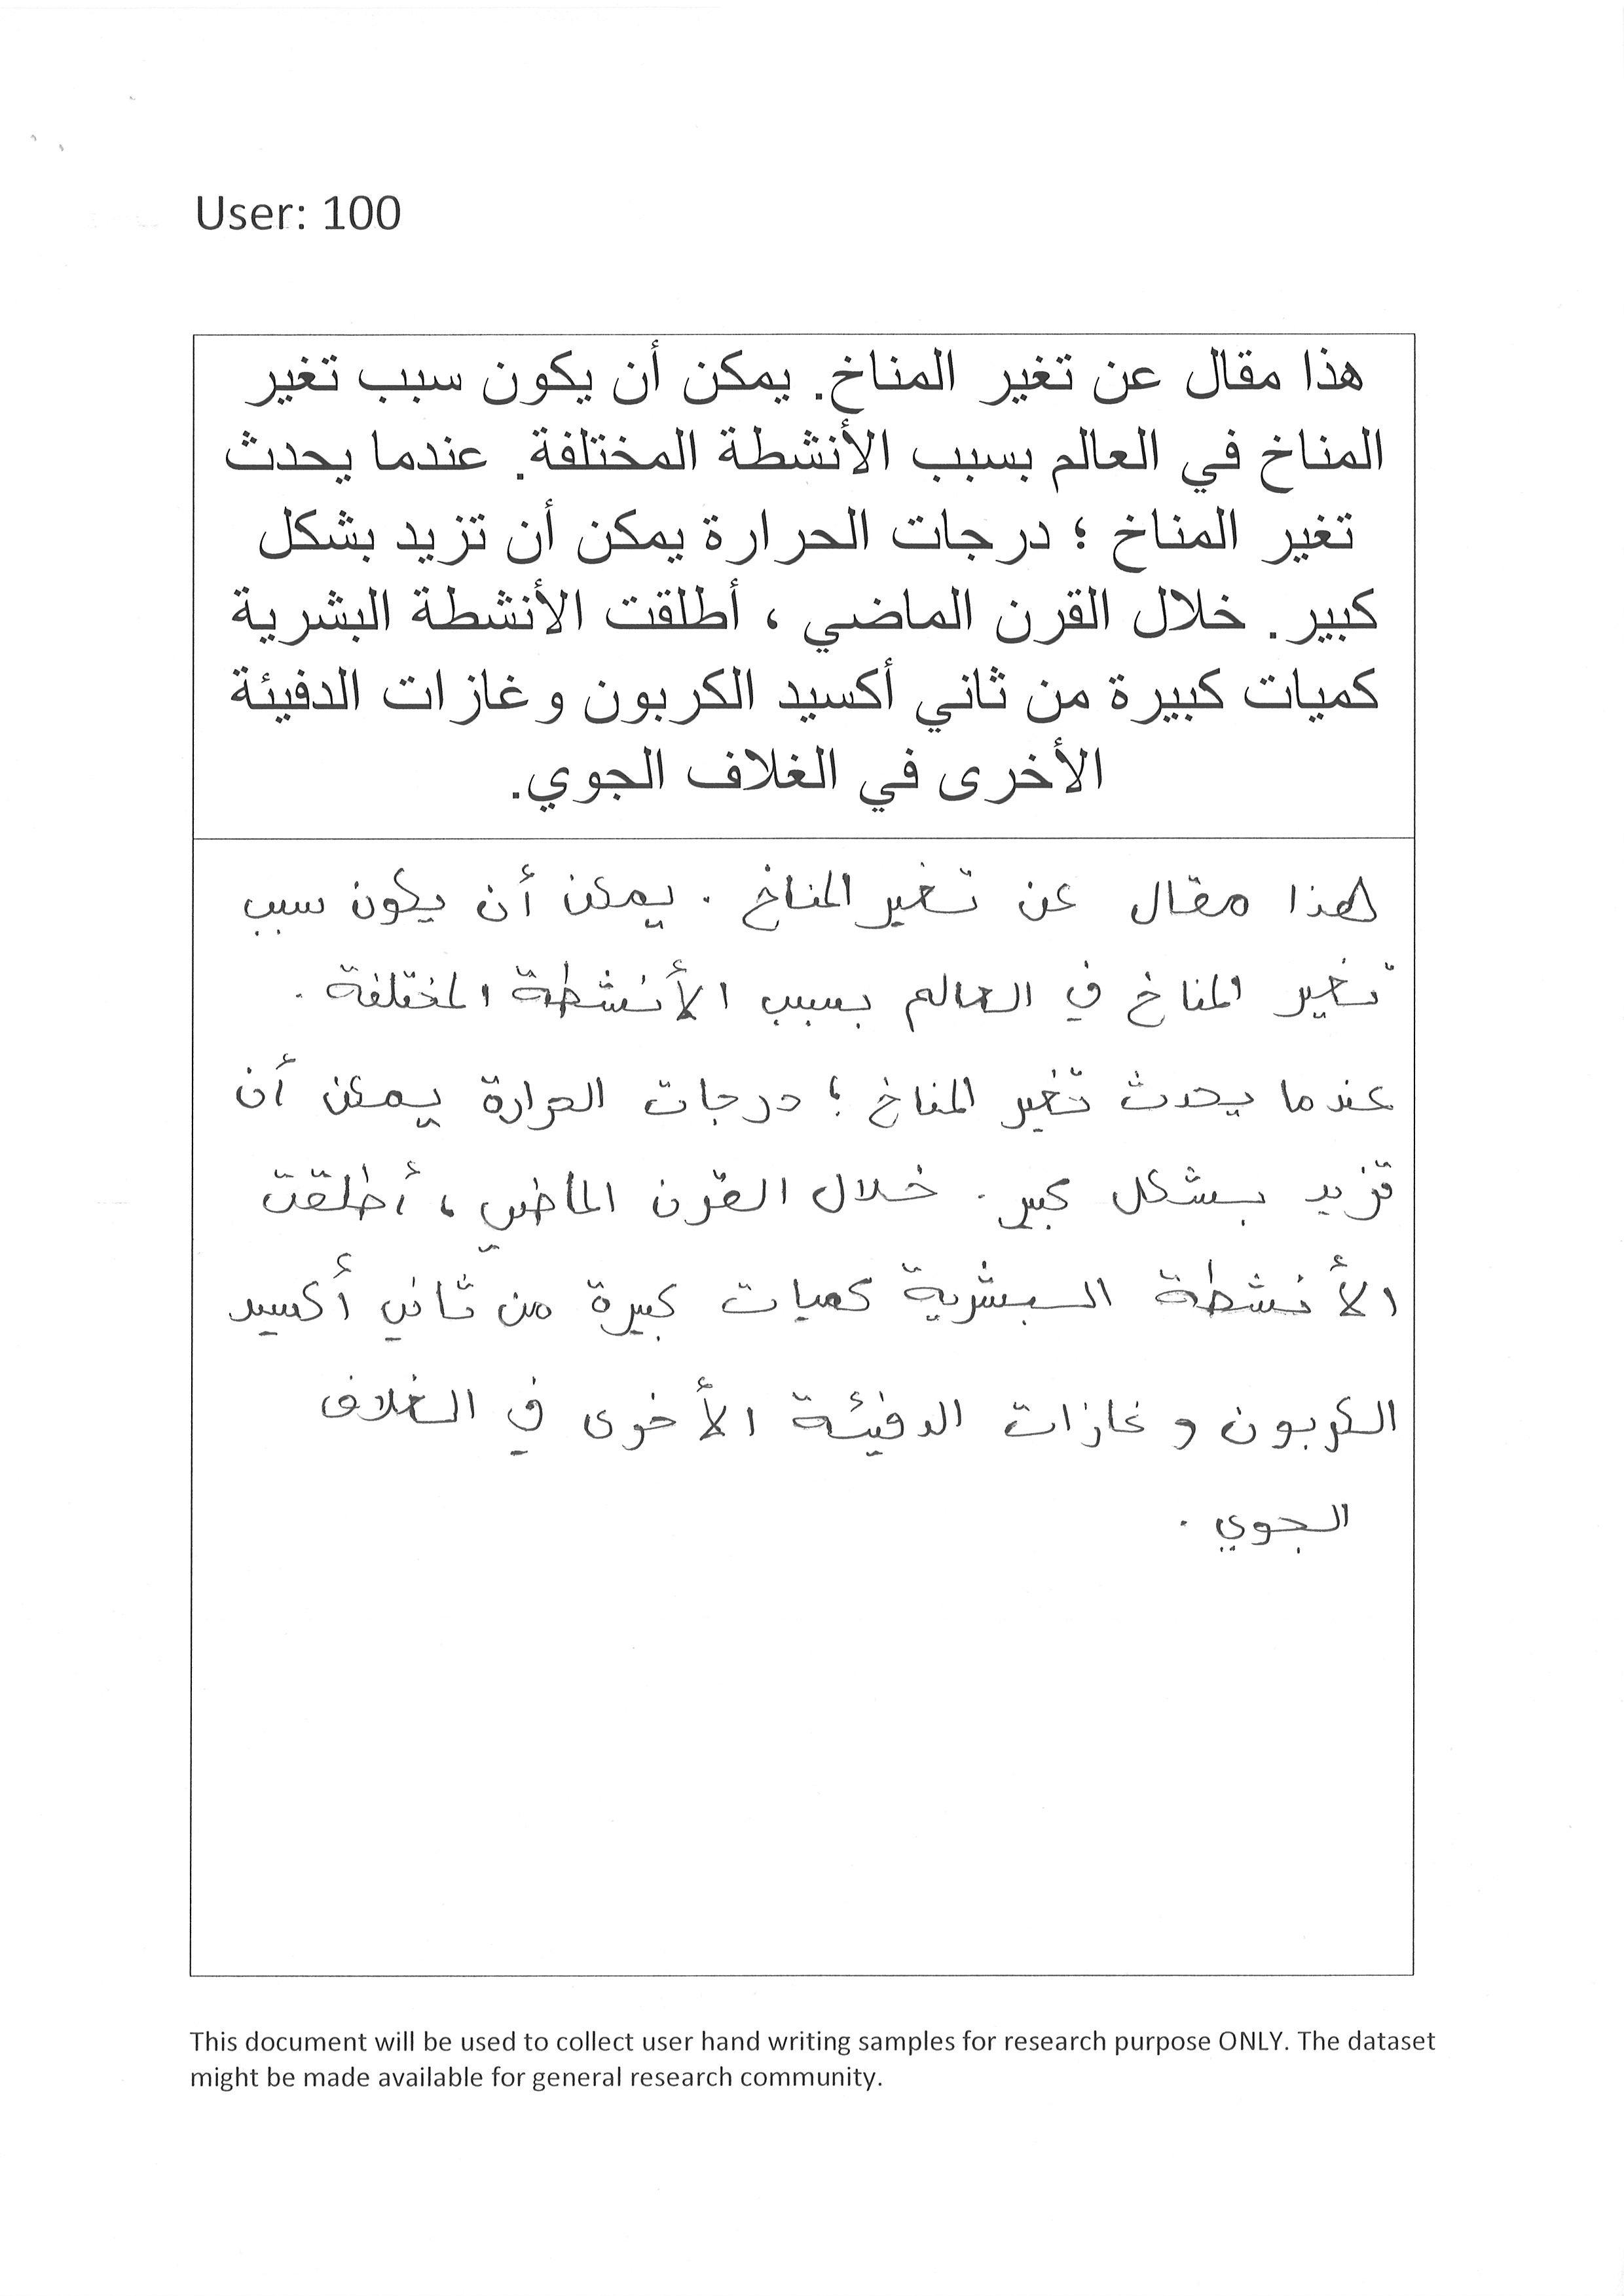 User: 100
هذا مقال عن تغير المناخ. يمكن أن يكون سبب تغير
المناخ في العالم بسبب الأنشطة المختلفة. عندما يحدث
تغير المناخ ؛ درجات الحرارة يمكن أن تزيد بشكل
كبير. خلال القرن الماضي ، أطلقت الأنشطة البشرية
كميات كبيرة من ثاني أكسيد الكربون و غازات الدفيئة
الأخرى في الغلاف الجوي.
هذا مقال عن تغير المناخ . يمكن أن يكون سبب
تغير المناخ في العالم بسبب الأنشطة المختلفة .
عندما يحدث تغير المناخ ؛ درجات الحرارة يمكن أن
تزيد بشكل كبير . خلال القرن الماضي ، أطلقت
الأنشطة البشرية كميات كبيرة من ثاني أكسيد
الكربون و غازات الدفيئة الأخرى في الغلاف
الجوي .
This document will be used to collect user hand writing samples for research purpose ONLY. The dataset
might be made available for general research community.